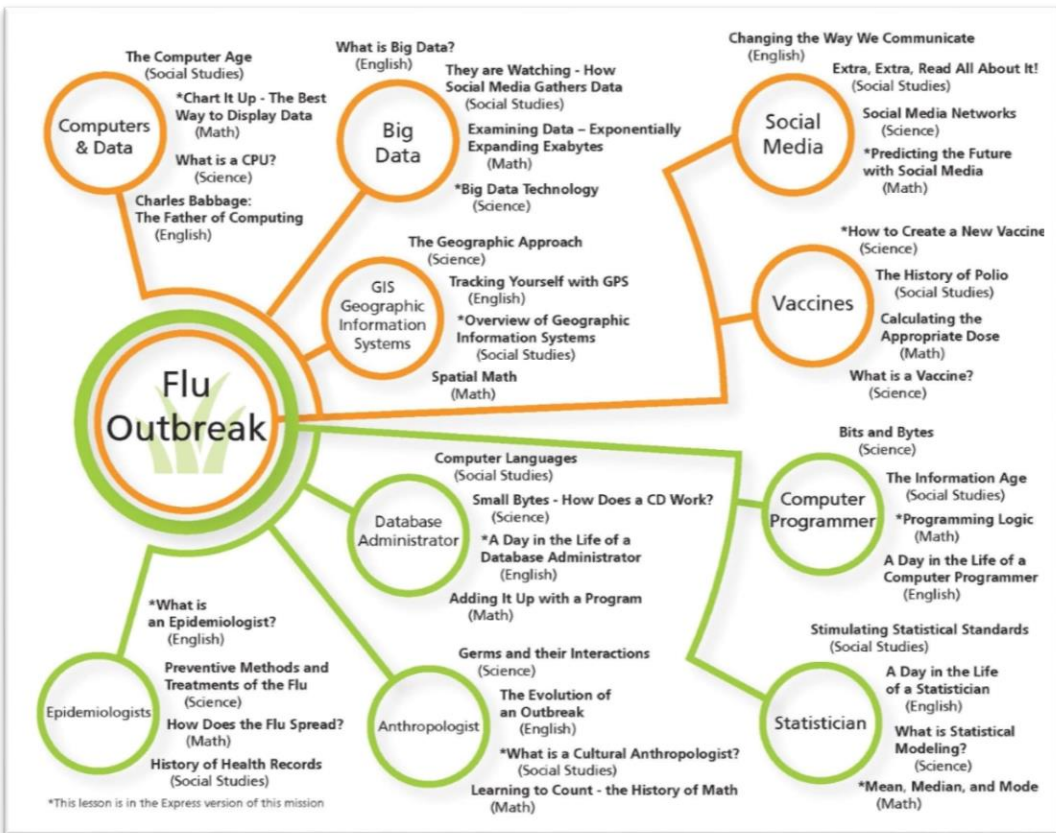 The Computer Age
(Social Studies)
*Chart It Up - The Best
Way to Display Data
(Math)
What is a CPU?
(Science)
Charles Babbage:
The Father of Computing
(English)
Computers
& Data
What is Big Data?
(English)
They are Watching - How
Social Media Gathers Data
(Social Studies)
Examining Data – Exponentially
Expanding Exabytes
(Math)
*Big Data Technology
(Science)
Big
Data
Changing the Way We Communicate
(English)
Extra, Extra, Read All About It!
(Social Studies)
Social Media Networks
(Science)
*Predicting the Future
with Social Media
(Math)
Social
Media
The Geographic Approach
(Science)
Tracking Yourself with GPS
(English)
*Overview of Geographic
Information Systems
(Social Studies)
Spatial Math
(Math)
GIS
Geographic
Information
Systems
*How to Create a New Vaccine
(Science)
The History of Polio
(Social Studies)
Calculating the
Appropriate Dose
(Math)
What is a Vaccine?
(Science)
Vaccines
Flu
Outbreak
Computer Languages
(Social Studies)
Small Bytes - How Does a CD Work?
(Science)
*A Day in the Life of a
Database Administrator
(English)
Adding It Up with a Program
(Math)
Database
Administrator
Bits and Bytes
(Science)
The Information Age
(Social Studies)
*Programming Logic
(Math)
A Day in the Life of a
Computer Programmer
(English)
Computer
Programmer
*What is
an Epidemiologist?
(English)
Preventive Methods and
Treatments of the Flu
(Science)
How Does the Flu Spread?
(Math)
History of Health Records
(Social Studies)
Epidemiologists
Germs and their Interactions
(Science)
The Evolution of
an Outbreak
(English)
*What is a Cultural Anthropologist?
(Social Studies)
Learning to Count - the History of Math
(Math)
Anthropologist
Stimulating Statistical Standards
(Social Studies)
A Day in the Life
of a Statistician
(English)
What is Statistical
Modeling?
(Science)
*Mean, Median, and Mode
(Math)
Statistician
*This lesson is in the Express version of this mission